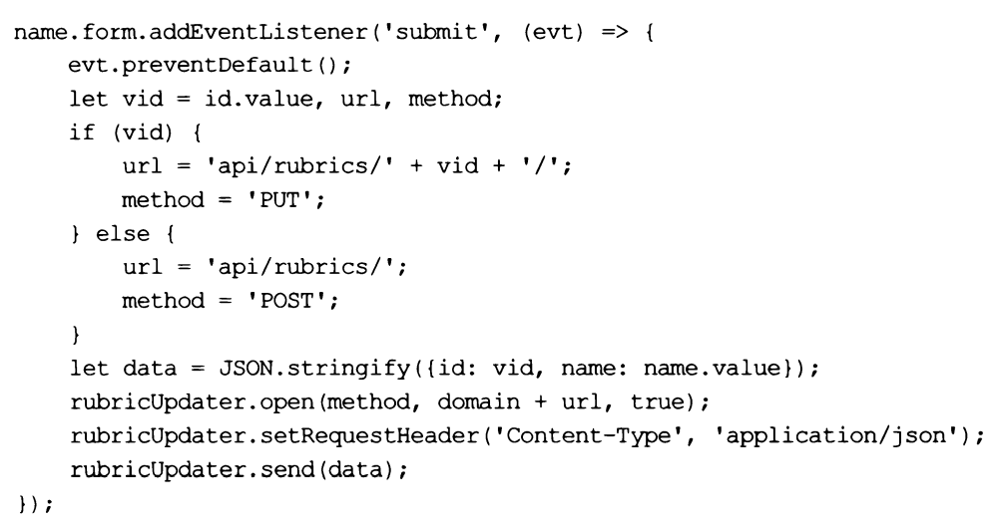 name.form.addEventListener('submit', (evt) => {
    evt.preventDefault();
    let vid = id.value, url, method;
    if (vid) {
        url = 'api/rubrics/' + vid + '/';
        method = 'PUT';
    } else {
        url = 'api/rubrics/';
        method = 'POST';
    }
    let data = JSON.stringify({id: vid, name: name.value});
    rubricUpdater.open(method, domain + url, true);
    rubricUpdater.setRequestHeader('Content-Type', 'application/json');
    rubricUpdater.send(data);
});